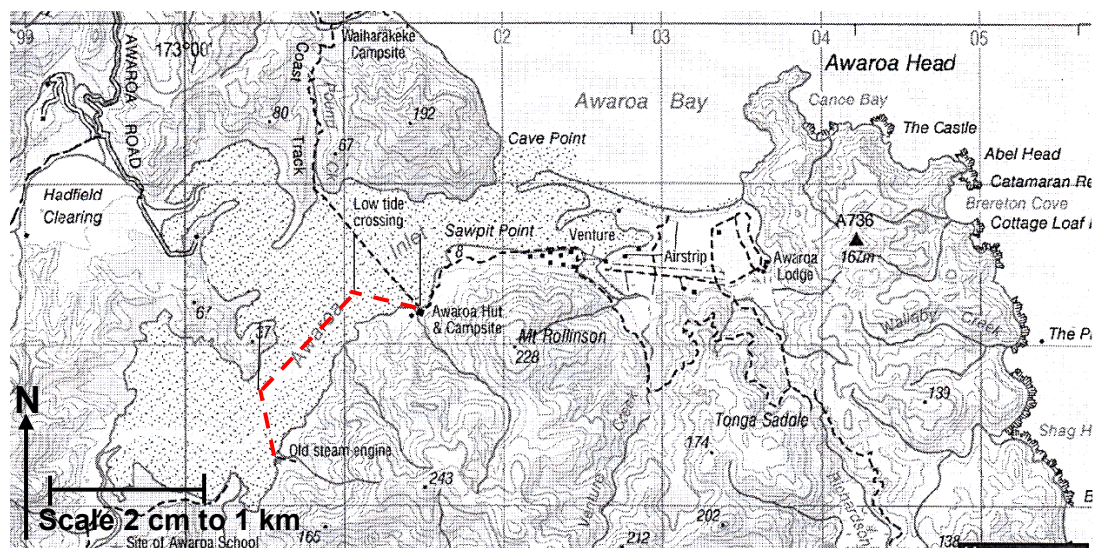 99
173°00'
02
03
04
05
AWAROA ROAD
Coast
Track
Pound
Ck
Waiharakeke
Campsite
80
192
67
Awaroa Bay
Awaroa Head
Canoe Bay
The Castle
Cave Point
Abel Head
Catamaran Re
Brereton Cove
Cottage Loaf
Hadfield
Clearing
Low tide
crossing
Inlet
Sawpit Point
8
Venture
Airstrip
Awaroa
Lodge
A736
167m
67
37
Awaroa
Awaroa Hut
& Campsite
Mt Rollinson
228
Wallaby
Creek
The Pi
139
Tonga Saddle
Shag H
N
Old steam engine
243
174
Venture
Creek
Richardson
B
Scale 2 cm to 1 km
Site of Awaroa School
165
202
212
138